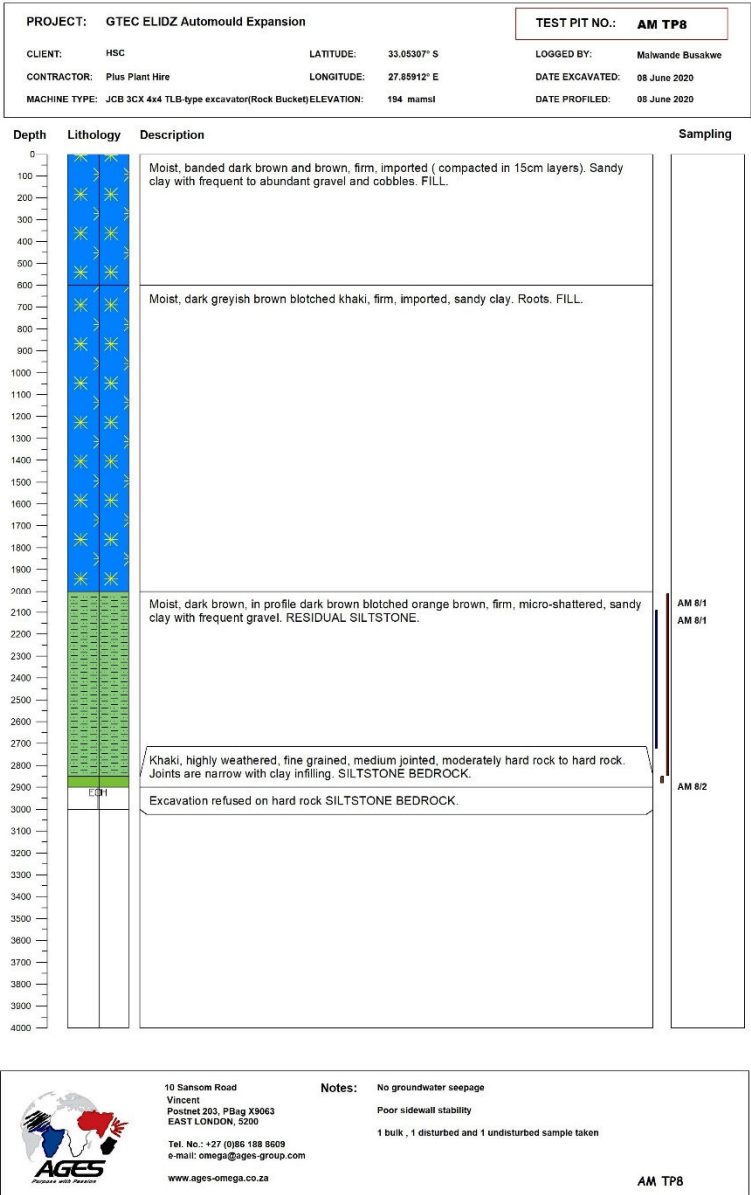 PROJECT: GTEC ELIDZ Automould Expansion
TEST PIT NO.: AM TP8
CLIENT: HSC LATITUDE: 33.05307° S LOGGED BY: Malwande Busakwe
CONTRACTOR: Plus Plant Hire LONGITUDE: 27.85912° E DATE EXCAVATED: 08 June 2020
MACHINE TYPE: JCB 3CX 4x4 TLB-type excavator(Rock Bucket) ELEVATION: 194 mamsl DATE PROFILED: 08 June 2020
Depth Lithology Description Sampling
0
Moist, banded dark brown and brown, firm, imported ( compacted in 15cm layers). Sandy
100
clay with frequent to abundant gravel and cobbles. FILL.
200
300
400
500
600
Moist, dark greyish brown blotched khaki, firm, imported, sandy clay. Roots. FILL.
700
800
900
1000
1100
1200
1300
1400
1500
1600
1700
1800
1900
2000
Moist, dark brown, in profile dark brown blotched orange brown, firm, micro-shattered, sandy AM 8/1
2100
clay with frequent gravel. RESIDUAL SILTSTONE. AM 8/1
2200
2300
2400
2500
2600
2700
Khaki, highly weathered, fine grained, medium jointed, moderately hard rock to hard rock.
2800
Joints are narrow with clay infilling. SILTSTONE BEDROCK.
2900 AM 8/2
EOH
Excavation refused on hard rock SILTSTONE BEDROCK.
3000
3100
3200
3300
3400
3500
3600
3700
3800
3900
4000
AGES
Purpose with Passion
10 Sansom Road
Vincent
Postnet 203, PBag X9063
EAST LONDON, 5200
Tel. No.: +27 (0)86 188 8609
e-mail: omega@ages-group.com
www.ages-omega.co.za
Notes: No groundwater seepage
Poor sidewall stability
1 bulk , 1 disturbed and 1 undisturbed sample taken
AM TP8